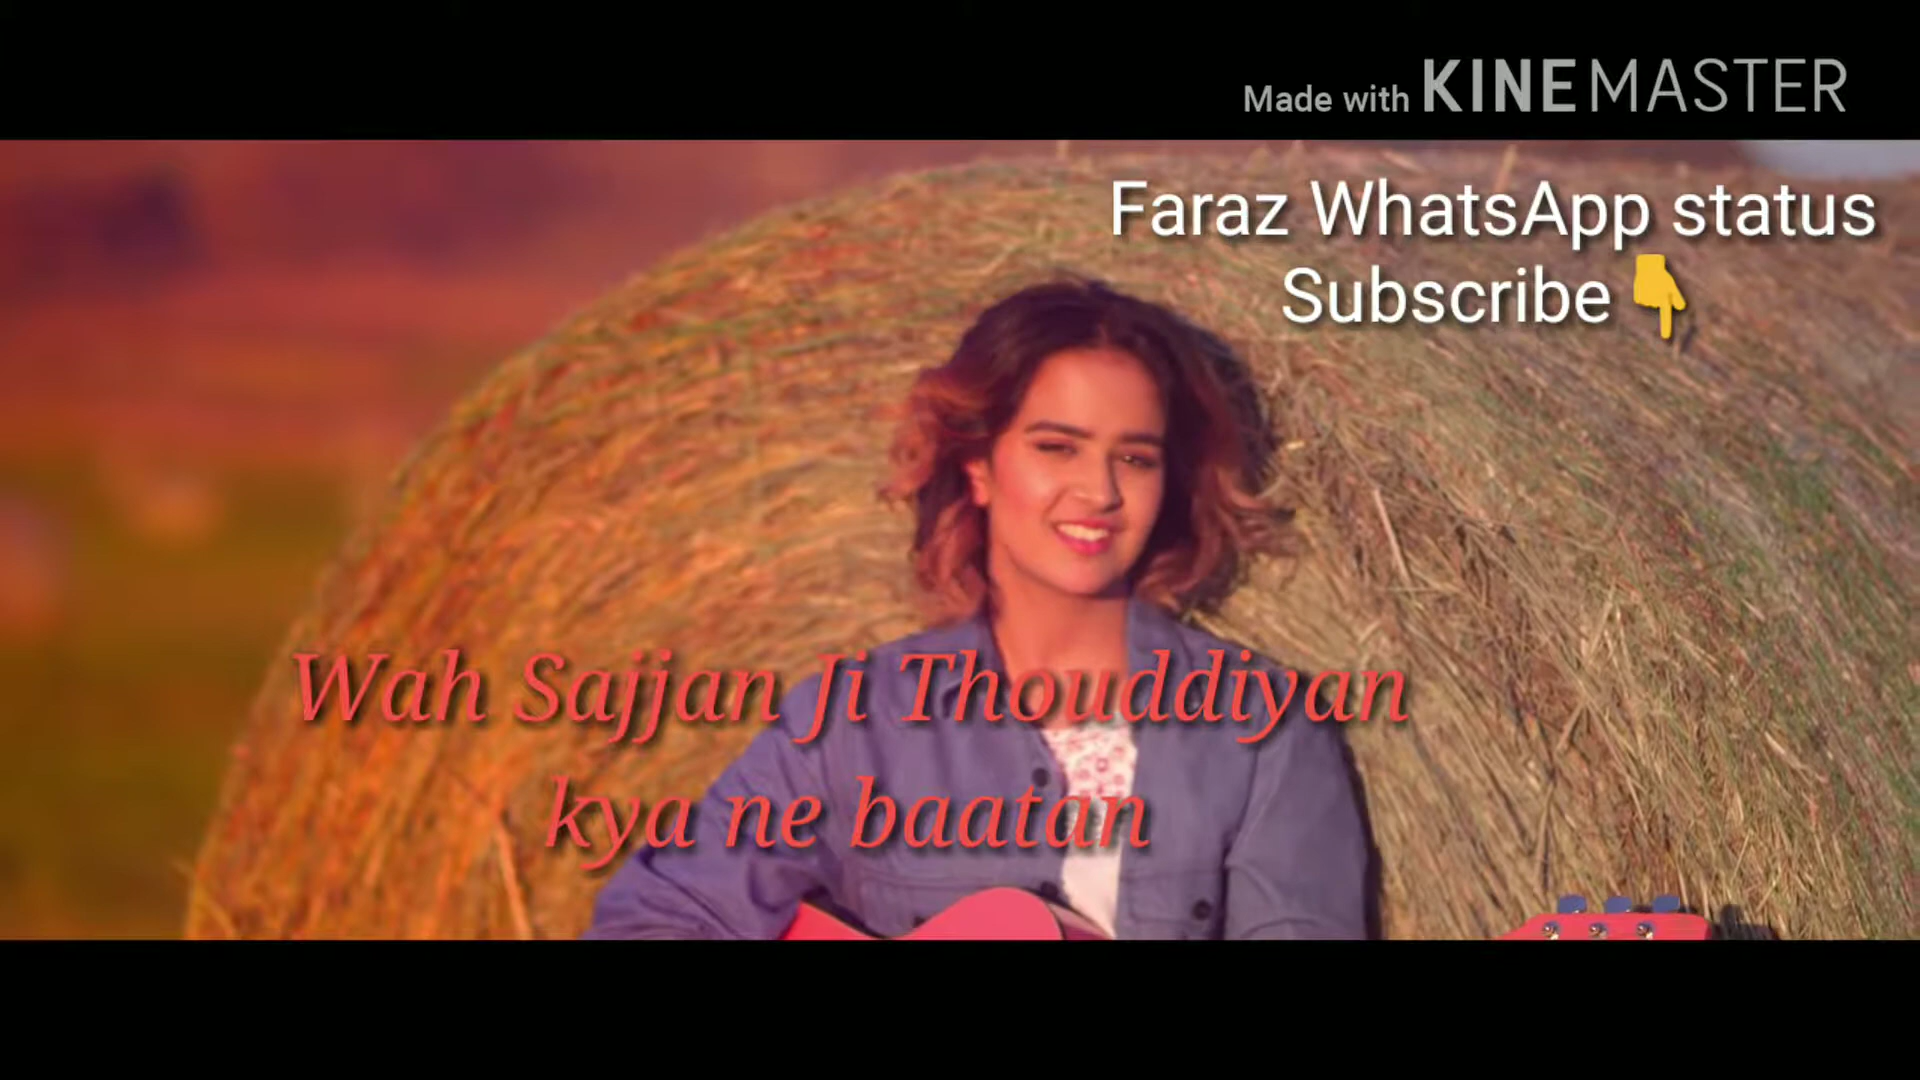 Made with KINEMASTER
Faraz WhatsApp status
Subscribe👇
Wah Sajjan Ji Thouddiyan
kya ne baatan